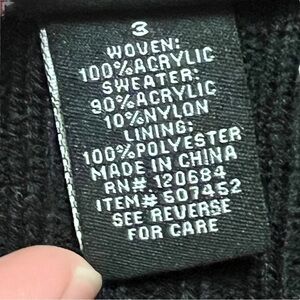 3
WOVEN:
100%ACRYLIC
SWEATER:
90%ACRYLIC
10%NYLON
LINING:
100%POLYESTER
MADE IN CHINA
RN# 120684
ITEM# 507452
SEE REVERSE
FOR CARE